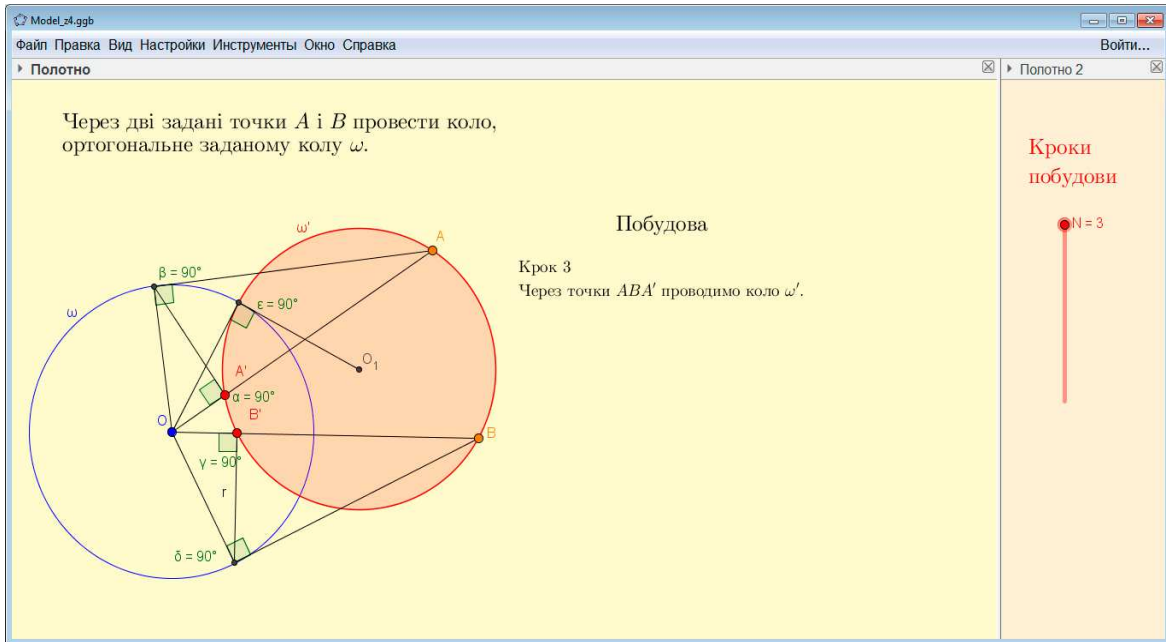 Model_z4.ggb
Файл Правка Вид Настройки Инструменты Окно Справка
Войти...
Полотно
Полотно 2
Через дві задані точки A і B провести коло,
ортогональне заданому колу ω.
Кроки
побудови
N = 3
Побудова
Крок 3
Через точки ABA′ проводимо коло ω′.
ω'
A
β = 90°
ε = 90°
ω
O₁
A'
α = 90°
B'
O
B
γ = 90°
r
δ = 90°